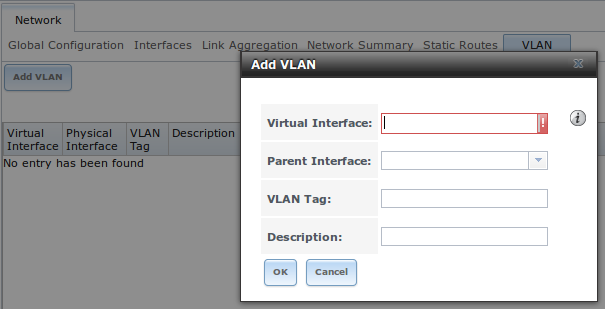 Network
Global Configuration Interfaces Link Aggregation Network Summary Static Routes VLAN
Add VLAN
Virtual Interface Physical Interface VLAN Tag Description
No entry has been found
Add VLAN
Virtual Interface:
Parent Interface:
VLAN Tag:
Description:
OK Cancel